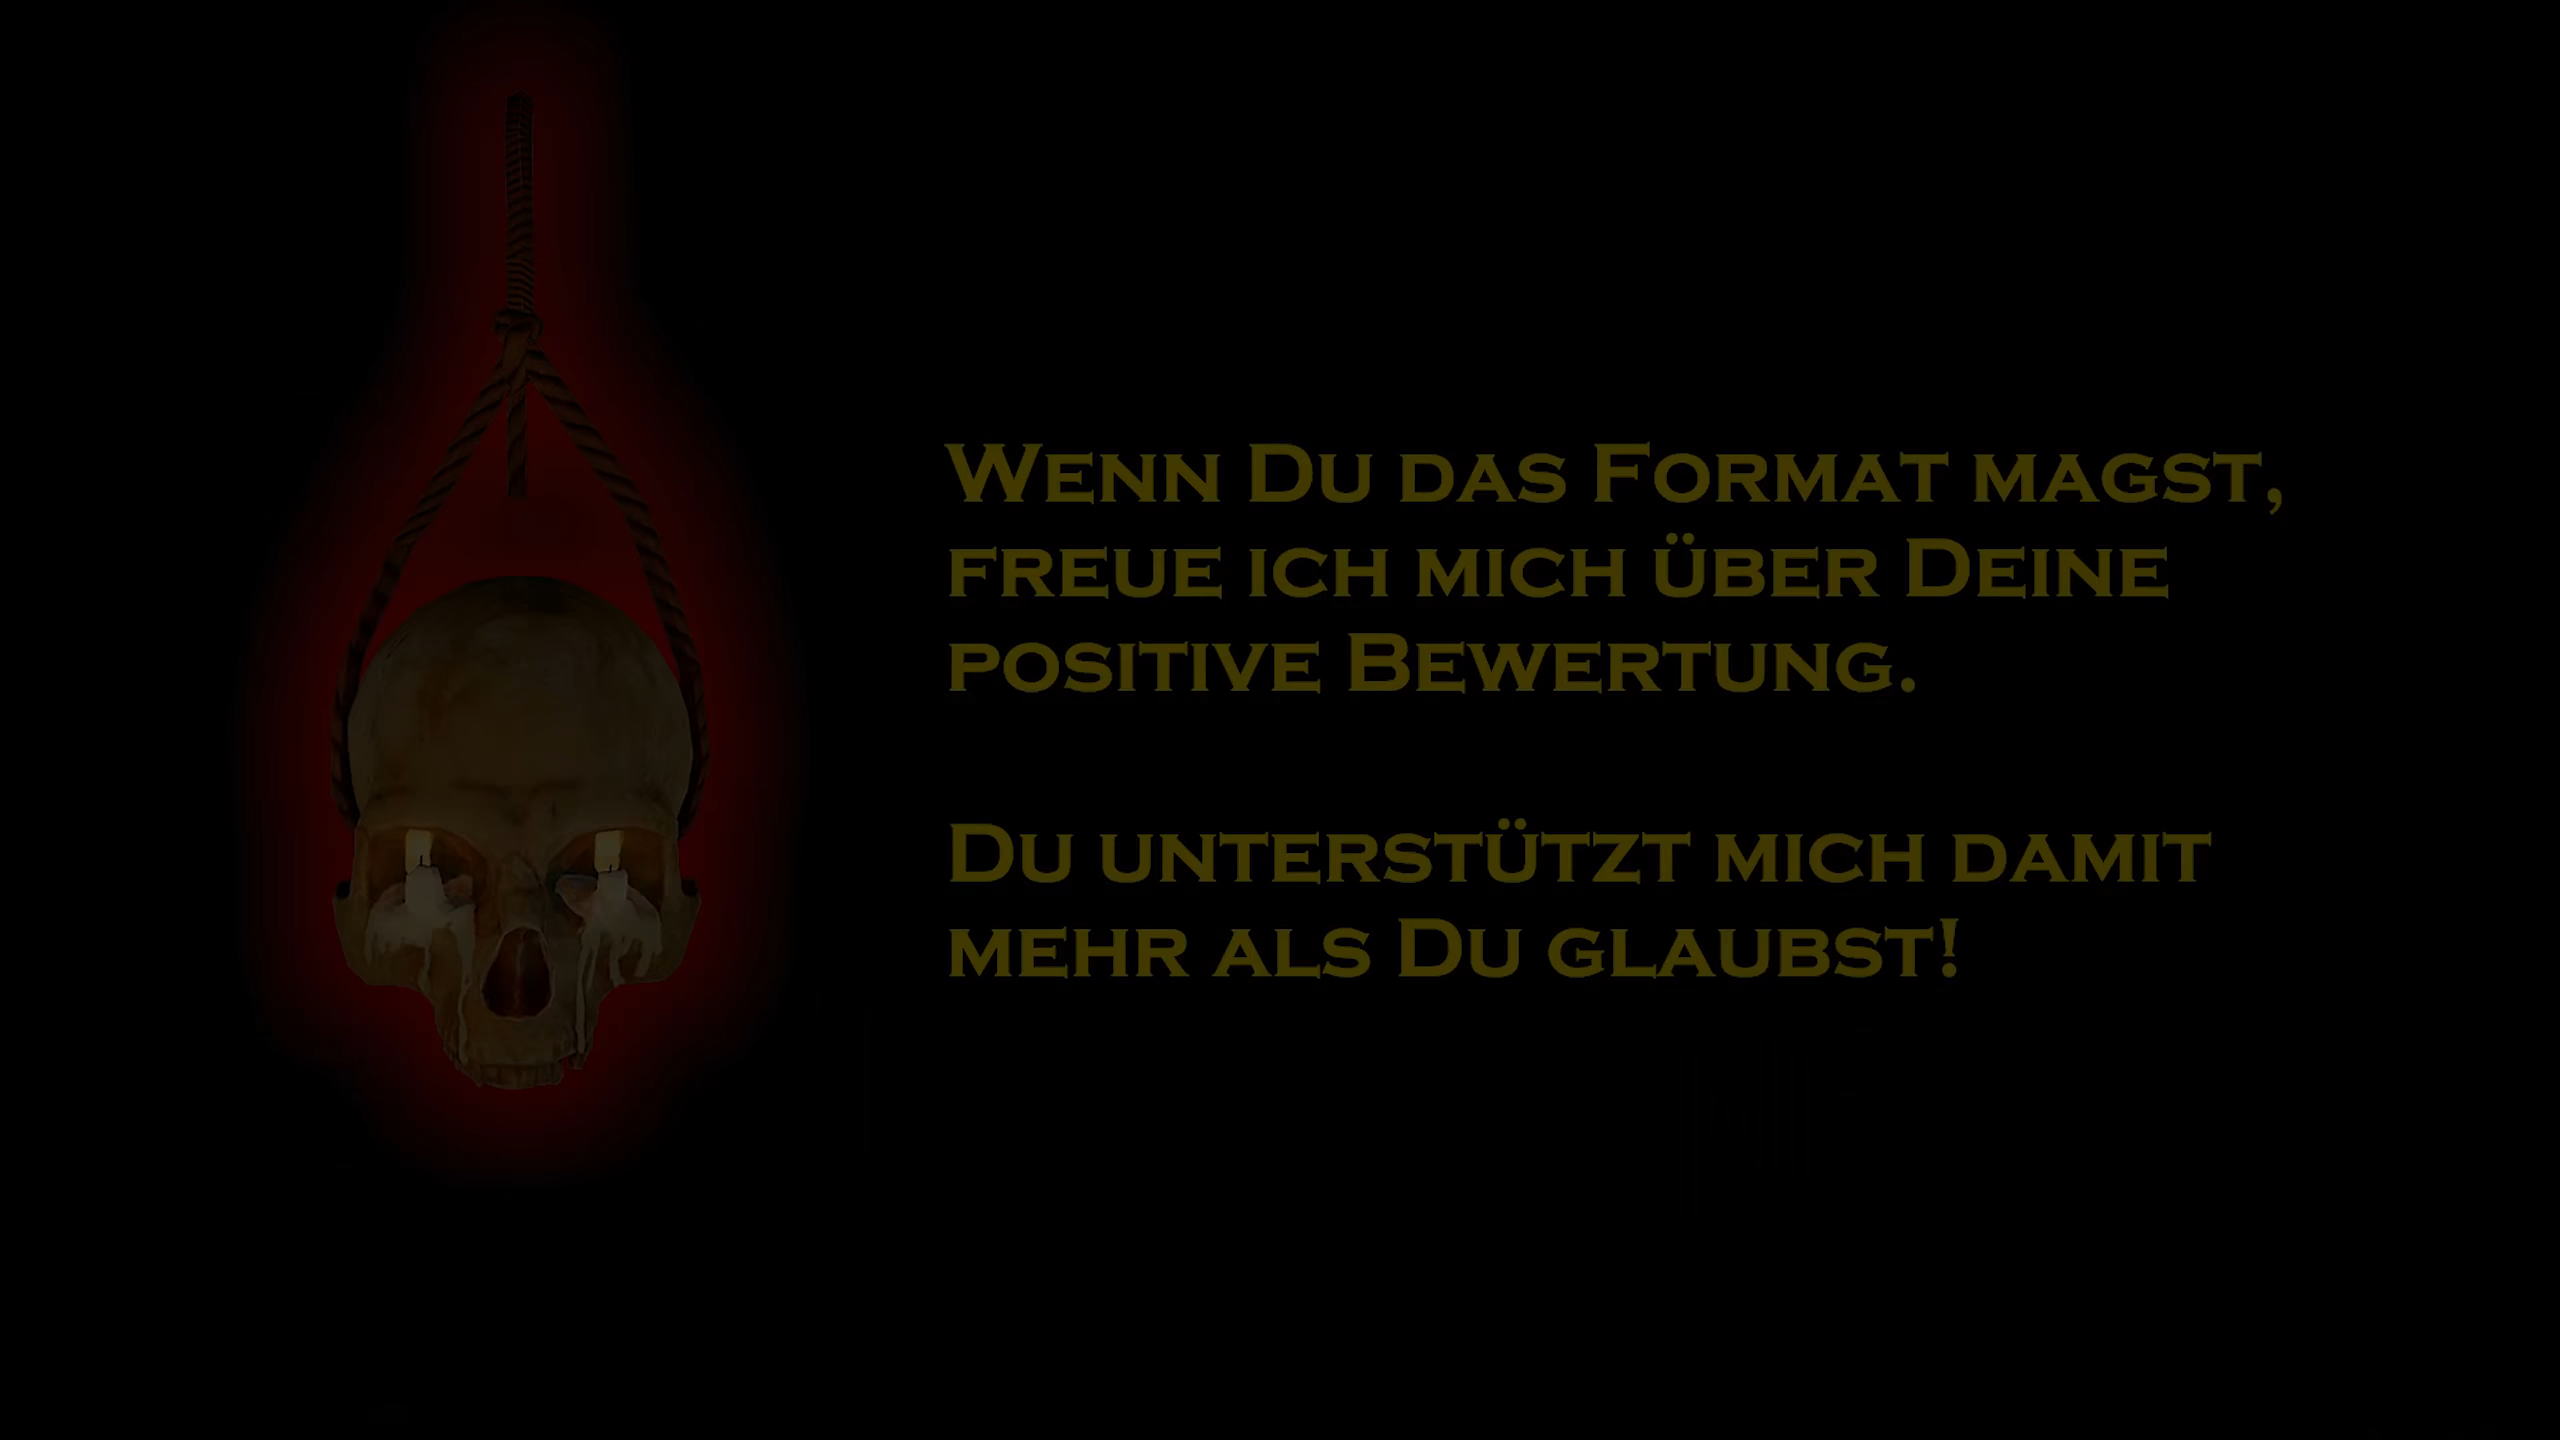 Wenn Du das Format magst,
freue ich mich über Deine
positive Bewertung.
Du unterstützt mich damit
mehr als Du glaubst!